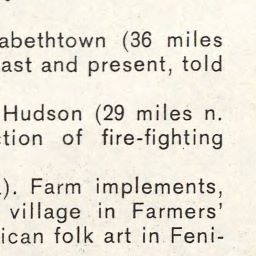 abethtown (36 miles
ast and present, told
Hudson (29 miles n.
tion of fire-fighting
). Farm implements,
village in Farmers'
ican folk art in Feni-